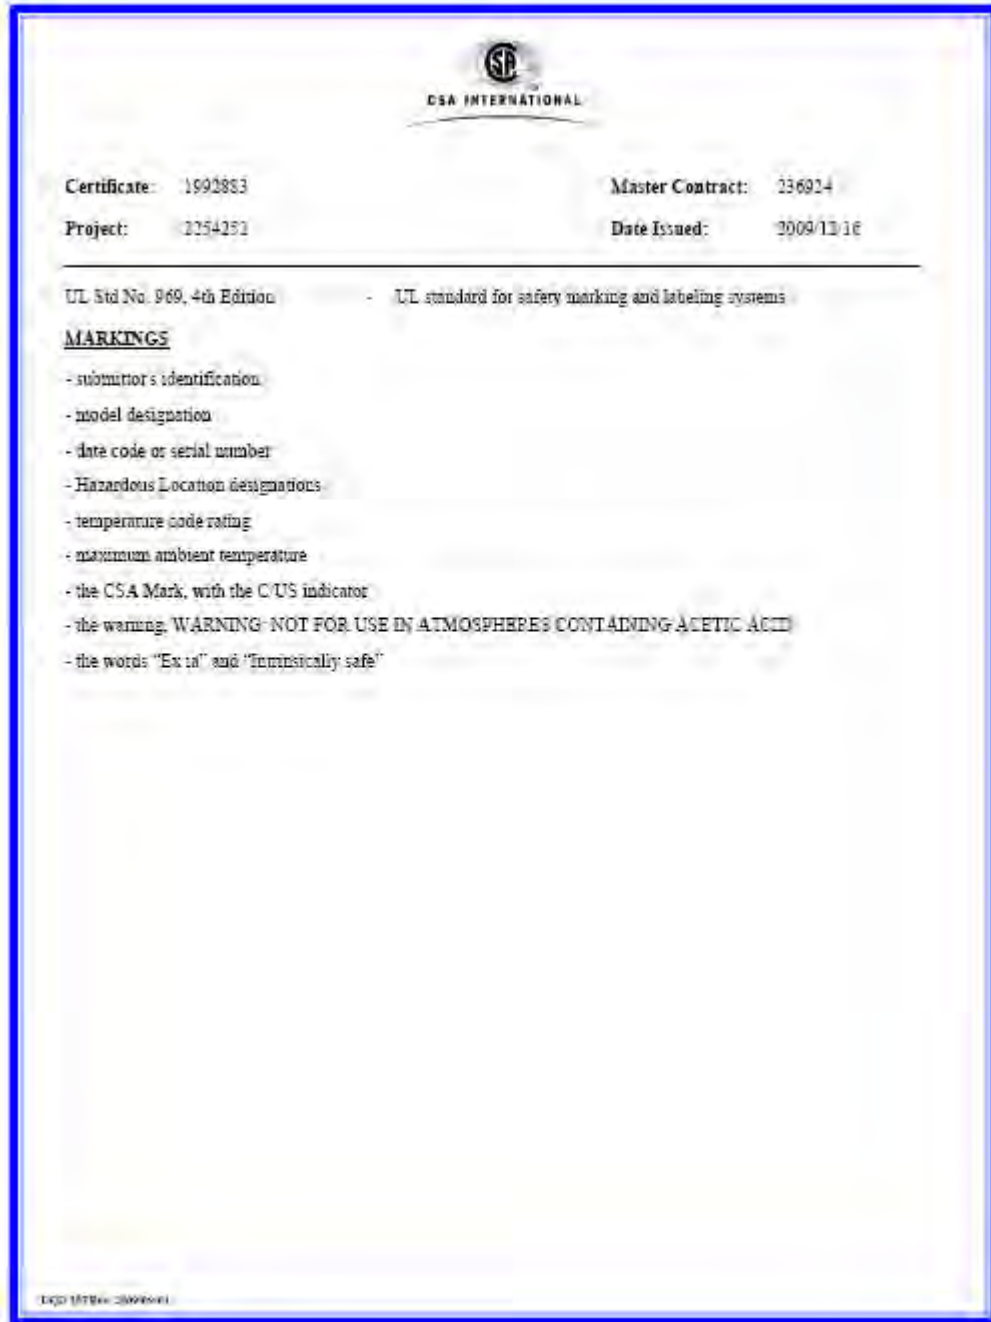 CSA INTERNATIONAL
Certificate: 1992883 Master Contract: 236924
Project: 2254252 Date Issued: 2009/12/16
UL Std No. 969, 4th Edition - UL standard for safety marking and labeling systems
MARKINGS
- submittor's identification
- model designation
- date code or serial number
- Hazardous Location designations
- temperature code rating
- maximum ambient temperature
- the CSA Mark, with the C/US indicator
- the warning, WARNING: NOT FOR USE IN ATMOSPHERES CONTAINING ACETIC ACID
- the words “Ex ia” and “Intrinsically safe”